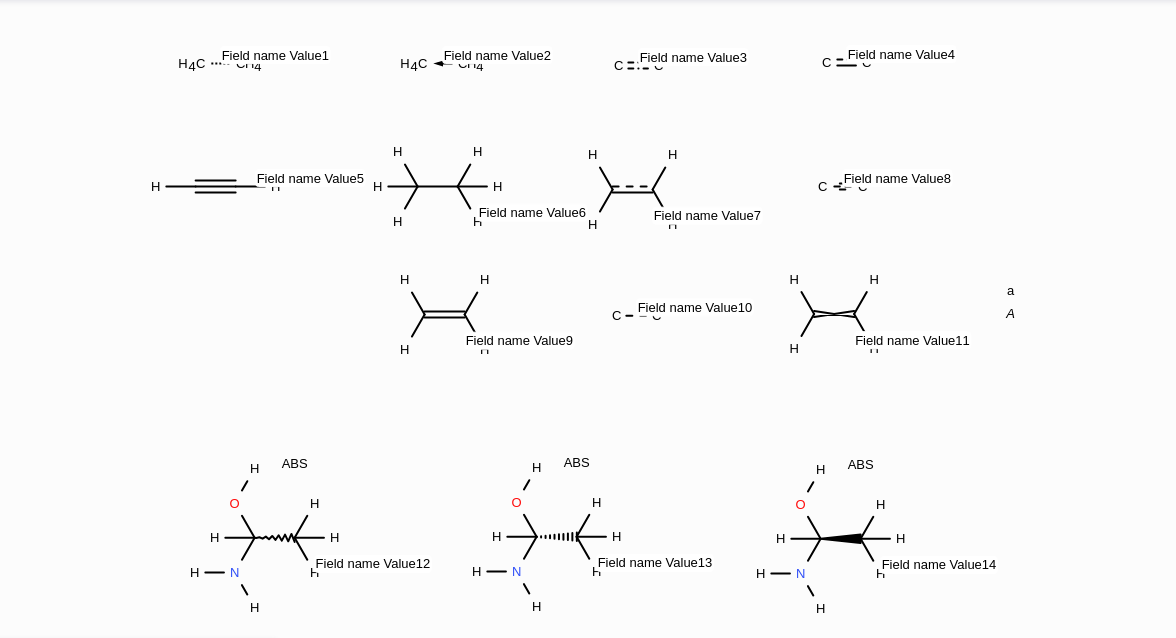 H4C CH4 Field name Value1
H4C CH4 Field name Value2
C C Field name Value3
C C Field name Value4
H H Field name Value5
H H
H H
H H Field name Value6
H H
H H Field name Value7
C C Field name Value8
H H
H H Field name Value9
C C Field name Value10
H H
H H Field name Value11
a
A
H ABS
O H
H H
H N H Field name Value12
H
H ABS
O H
H H
H N H Field name Value13
H
H ABS
O H
H H
H N H Field name Value14
H